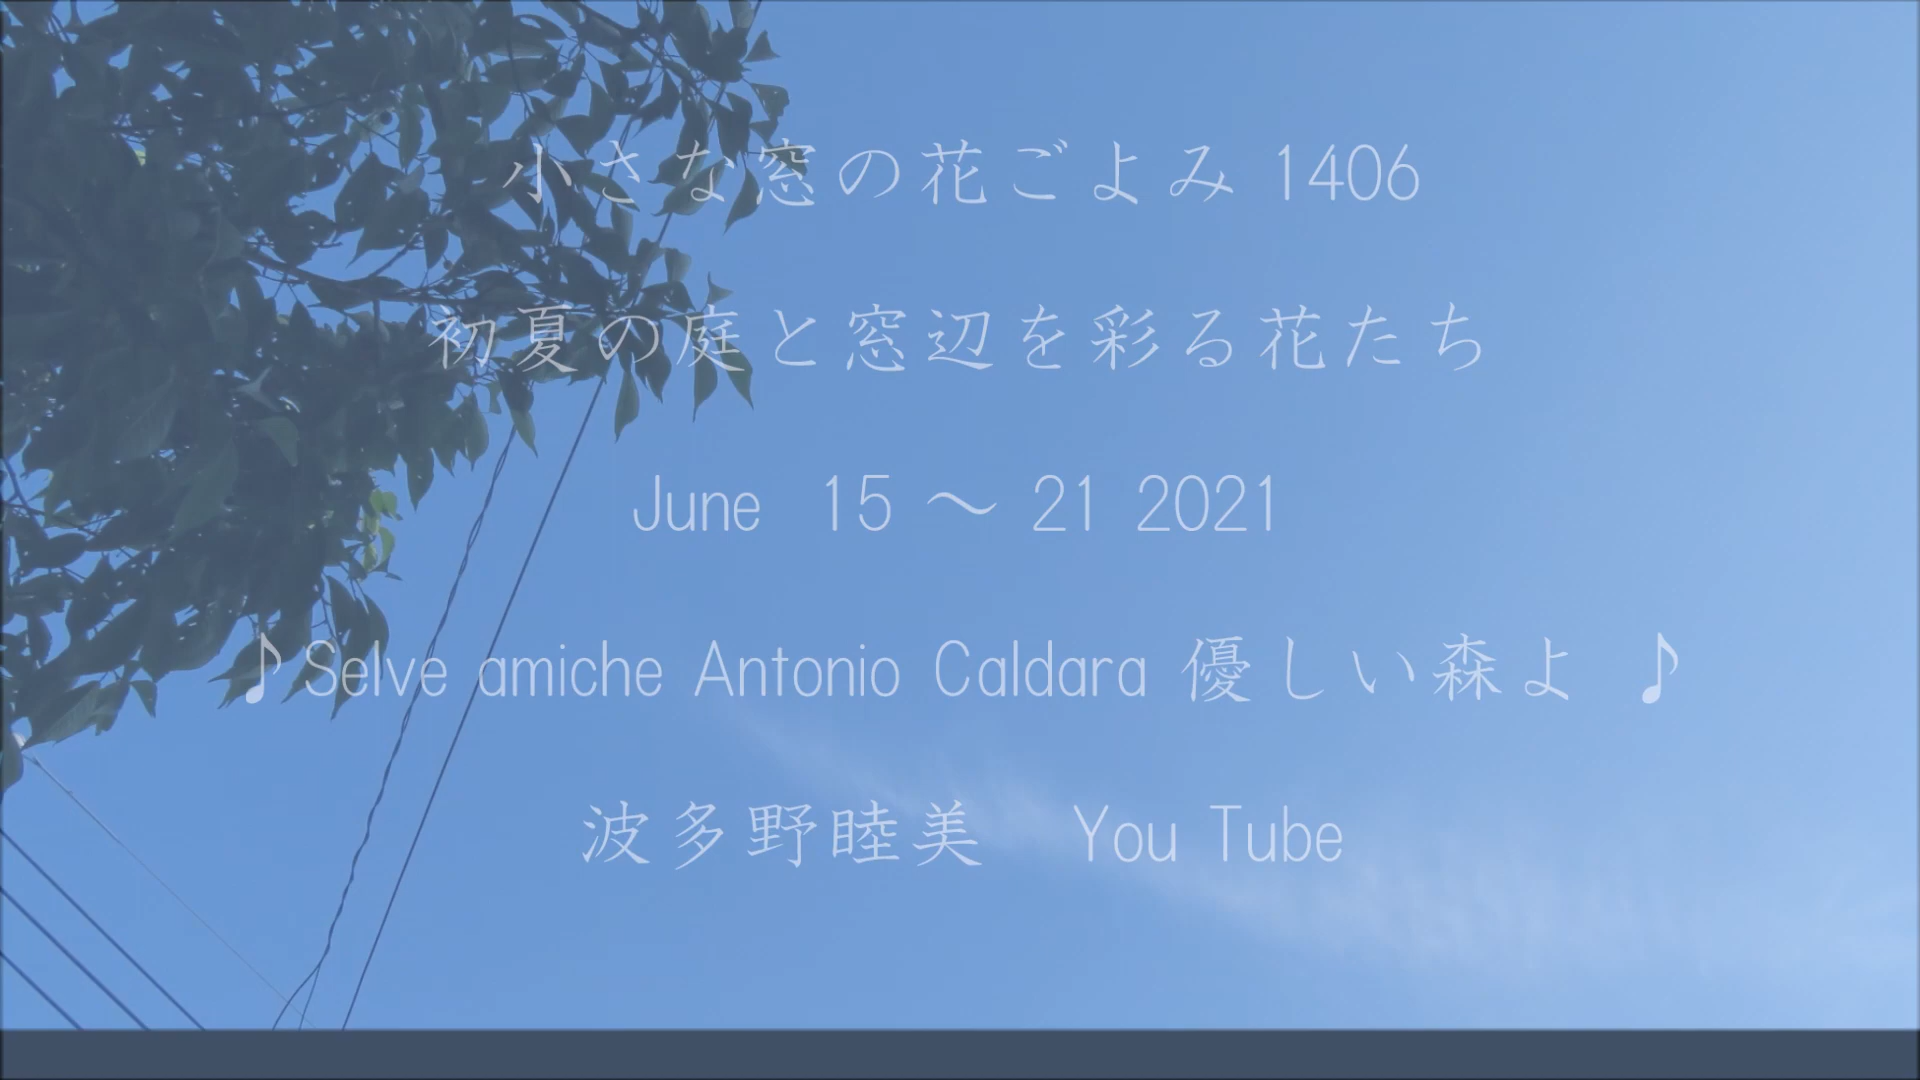 小さな窓の花ごよみ 1406
初夏の庭と窓辺を彩る花たち
June 15 〜 21 2021
♪Selve amiche Antonio Caldara 優しい森よ ♪
波多野睦美 You Tube